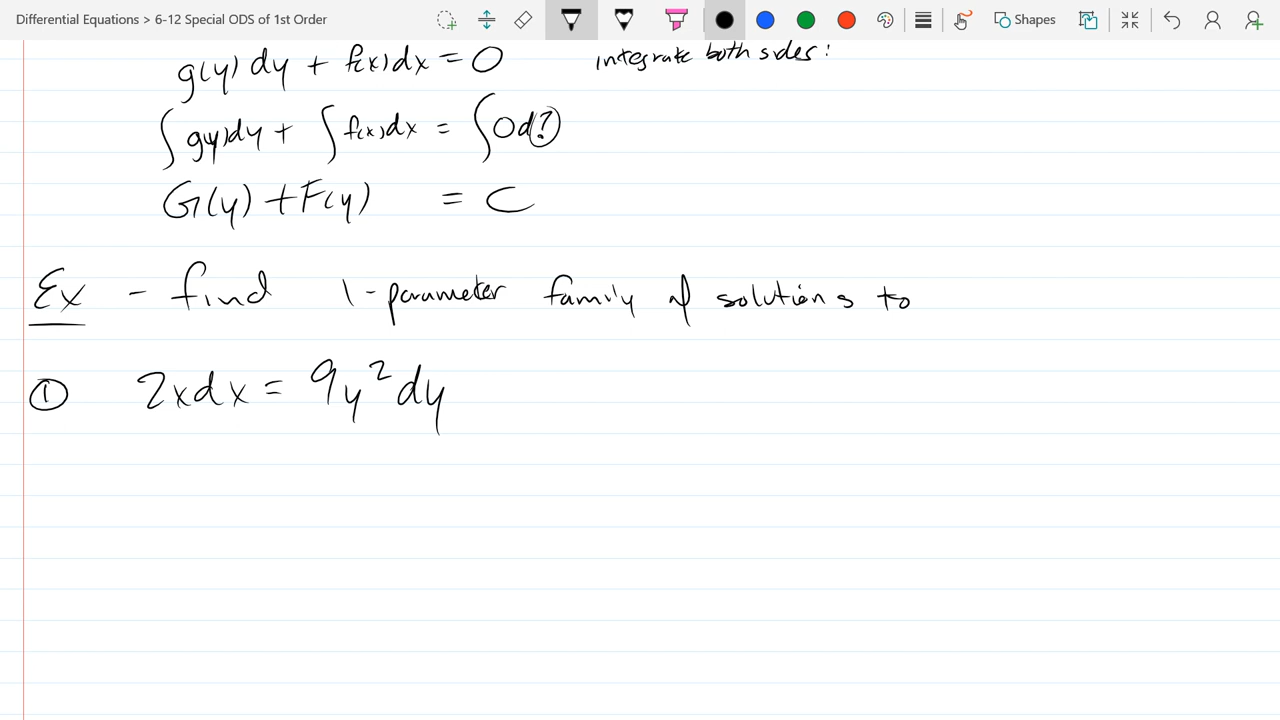 Differential Equations > 6-12 Special ODS of 1st Order
Shapes
g(y) dy + f(x) dx = 0 integrate both sides:
∫ g(y) dy + ∫ f(x) dx = ∫ 0 d?
G(y) + F(y) = C
Ex - find 1-parameter family of solutions to
① 2x dx = 9y² dy